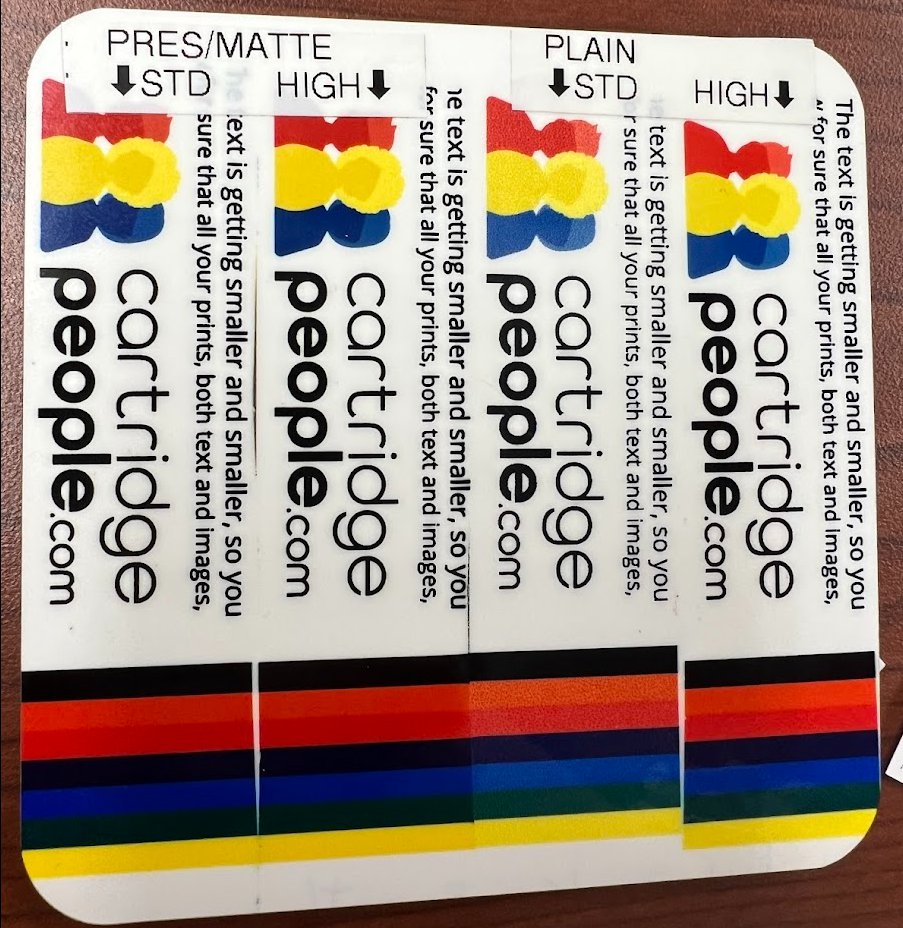 PRES/MATTE
⬇STD HIGH⬇
PLAIN
⬇STD HIGH⬇
The text is getting smaller and smaller, so you
sure that all your prints, both text and images,
cartridge
people.com
text is getting smaller and smaller, so you
for sure that all your prints, both text and images,
cartridge
people.com
text is getting smaller and smaller, so you
sure that all your prints, both text and images,
cartridge
people.com
The text is getting smaller and smaller, so you
for sure that all your prints, both text and images,
cartridge
people.com